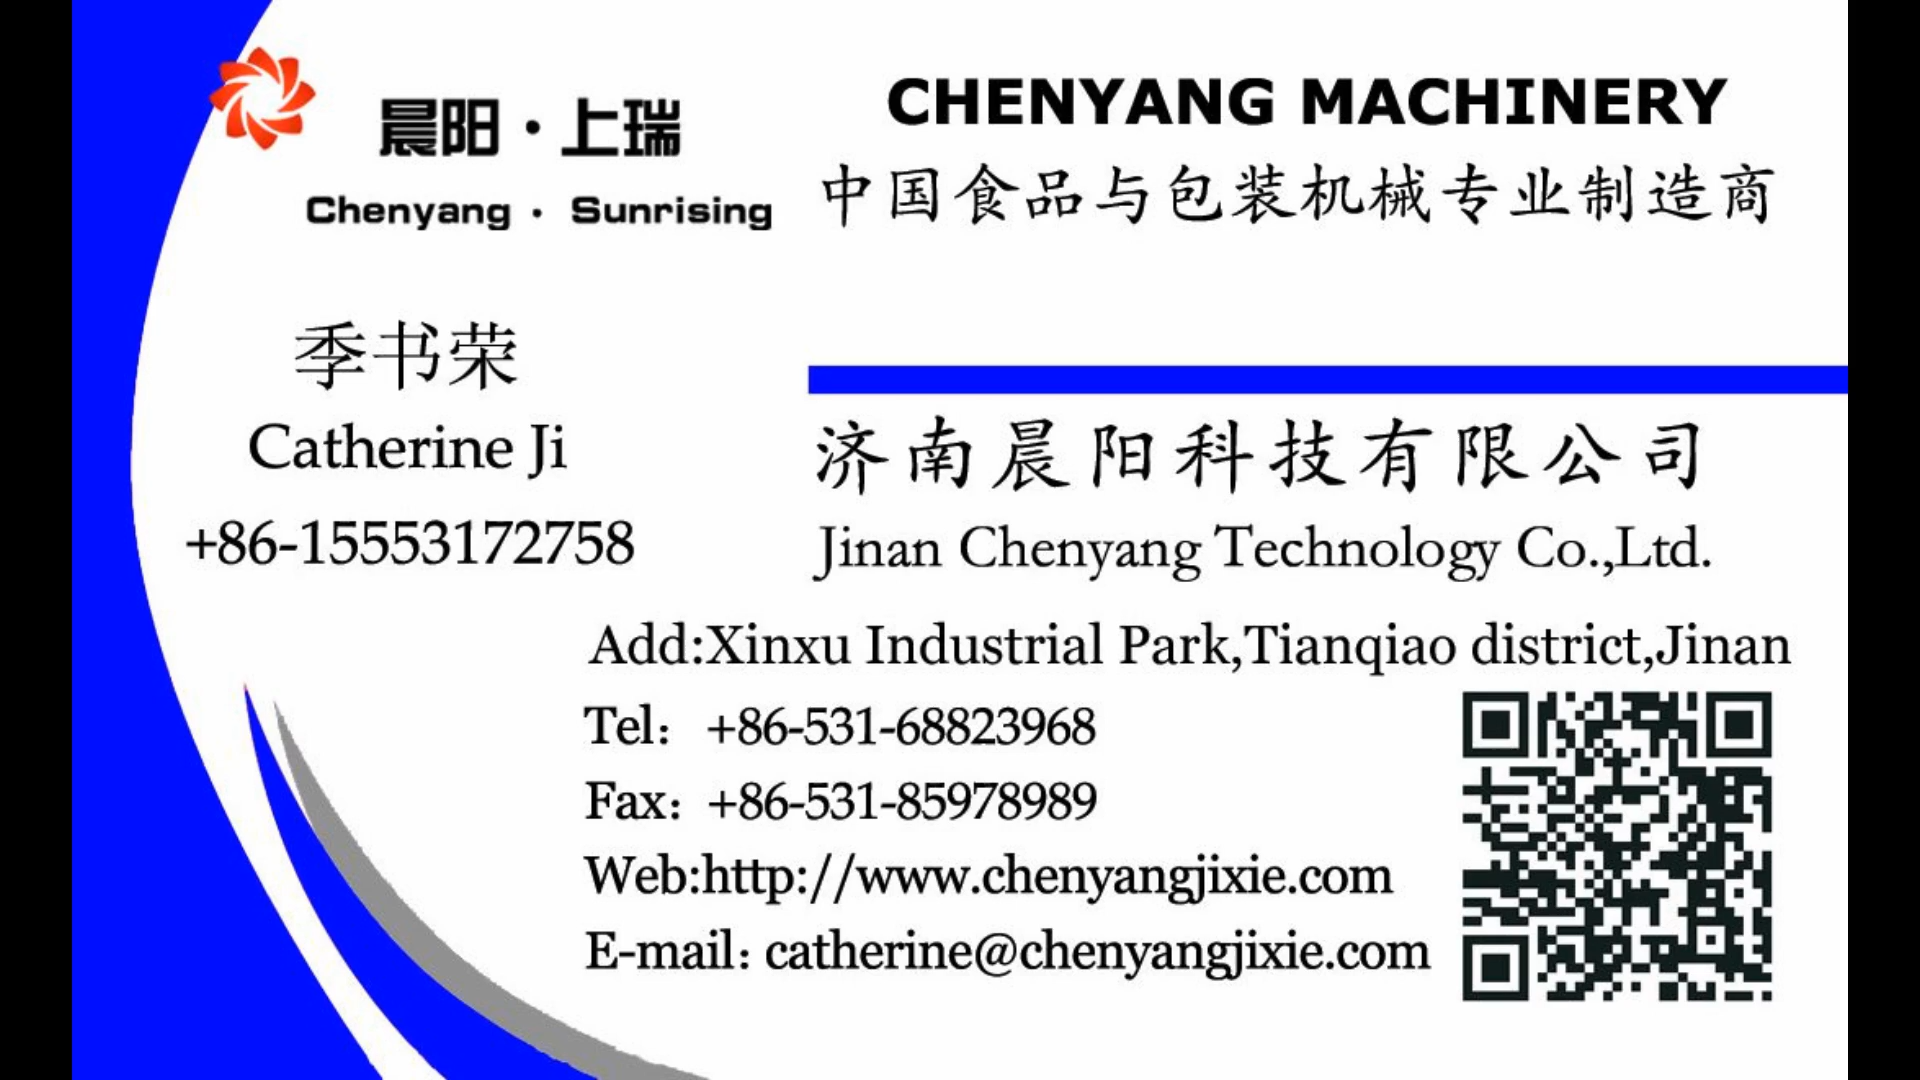 晨阳·上瑞
Chenyang · Sunrising
CHENYANG MACHINERY
中国食品与包装机械专业制造商
季书荣
Catherine Ji
+86-15553172758
济南晨阳科技有限公司
Jinan Chenyang Technology Co.,Ltd.
Add:Xinxu Industrial Park,Tianqiao district,Jinan
Tel：+86-531-68823968
Fax：+86-531-85978989
Web:http://www.chenyangjixie.com
E-mail：catherine@chenyangjixie.com